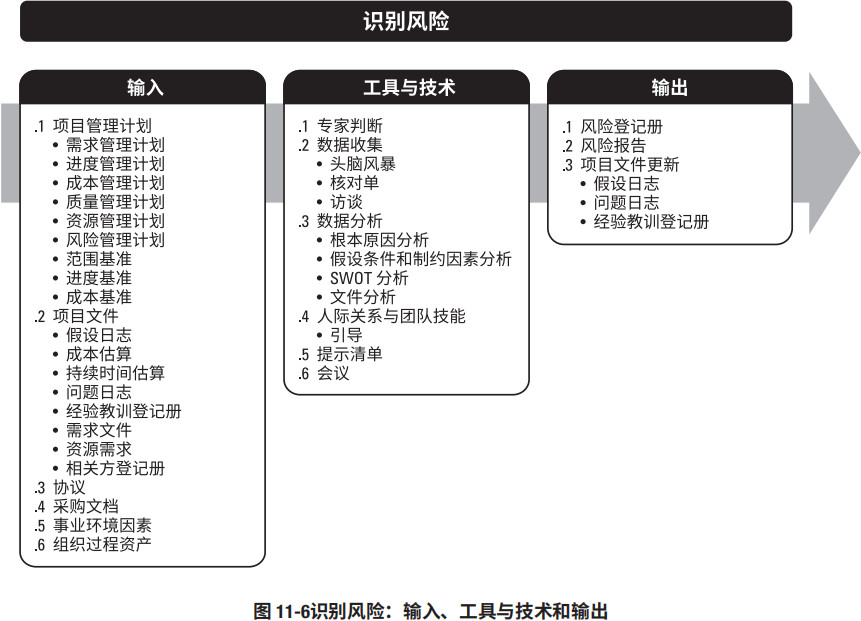 识别风险
输入
.1 项目管理计划
• 需求管理计划
• 进度管理计划
• 成本管理计划
• 质量管理计划
• 资源管理计划
• 风险管理计划
• 范围基准
• 进度基准
• 成本基准
.2 项目文件
• 假设日志
• 成本估算
• 持续时间估算
• 问题日志
• 经验教训登记册
• 需求文件
• 资源需求
• 相关方登记册
.3 协议
.4 采购文档
.5 事业环境因素
.6 组织过程资产
工具与技术
.1 专家判断
.2 数据收集
• 头脑风暴
• 核对单
• 访谈
.3 数据分析
• 根本原因分析
• 假设条件和制约因素分析
• SWOT 分析
• 文件分析
.4 人际关系与团队技能
• 引导
.5 提示清单
.6 会议
输出
.1 风险登记册
.2 风险报告
.3 项目文件更新
• 假设日志
• 问题日志
• 经验教训登记册
图 11-6识别风险：输入、工具与技术和输出